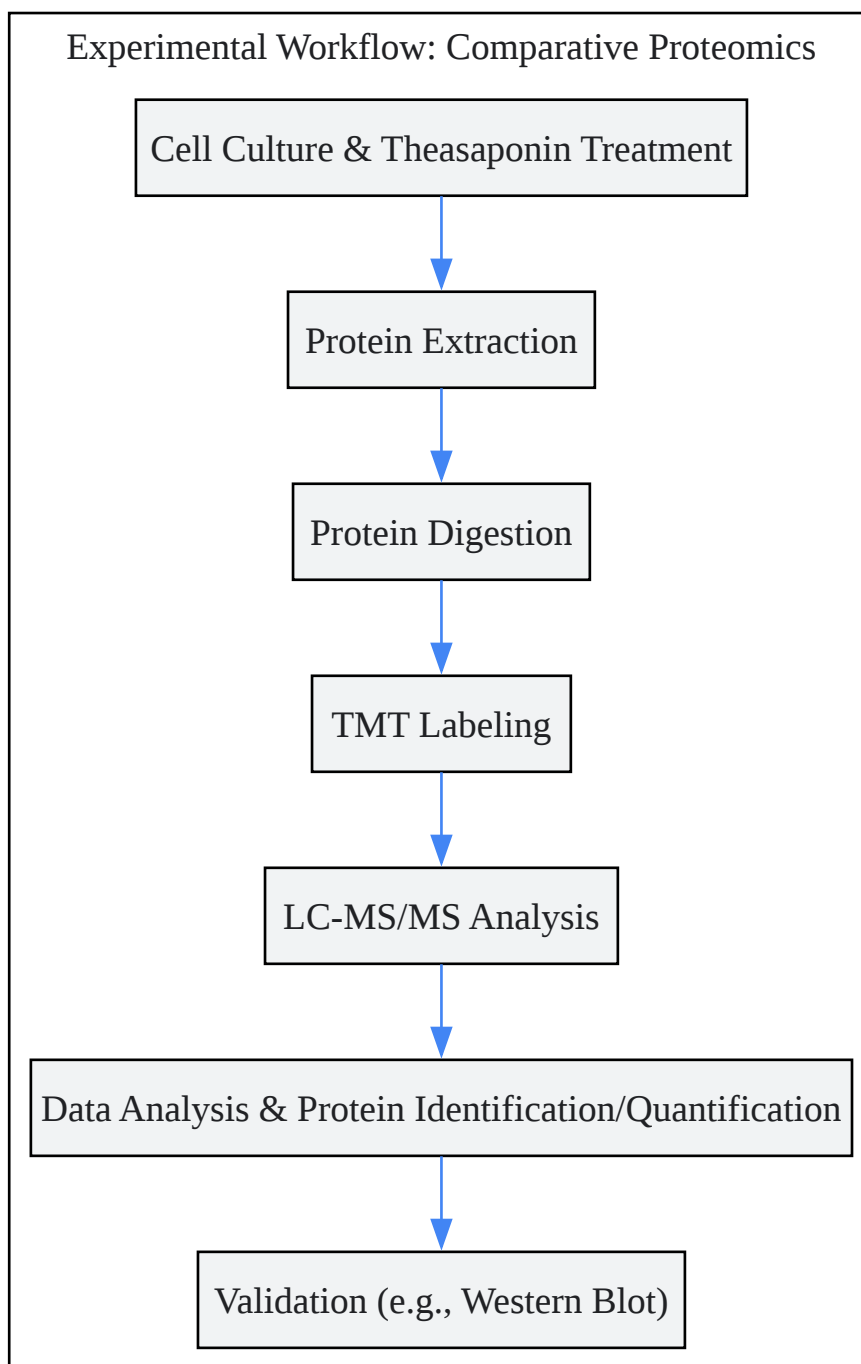 Experimental Workflow: Comparative Proteomics
Cell Culture & Theasaponin Treatment
Protein Extraction
Protein Digestion
TMT Labeling
LC-MS/MS Analysis
Data Analysis & Protein Identification/Quantification
Validation (e.g., Western Blot)